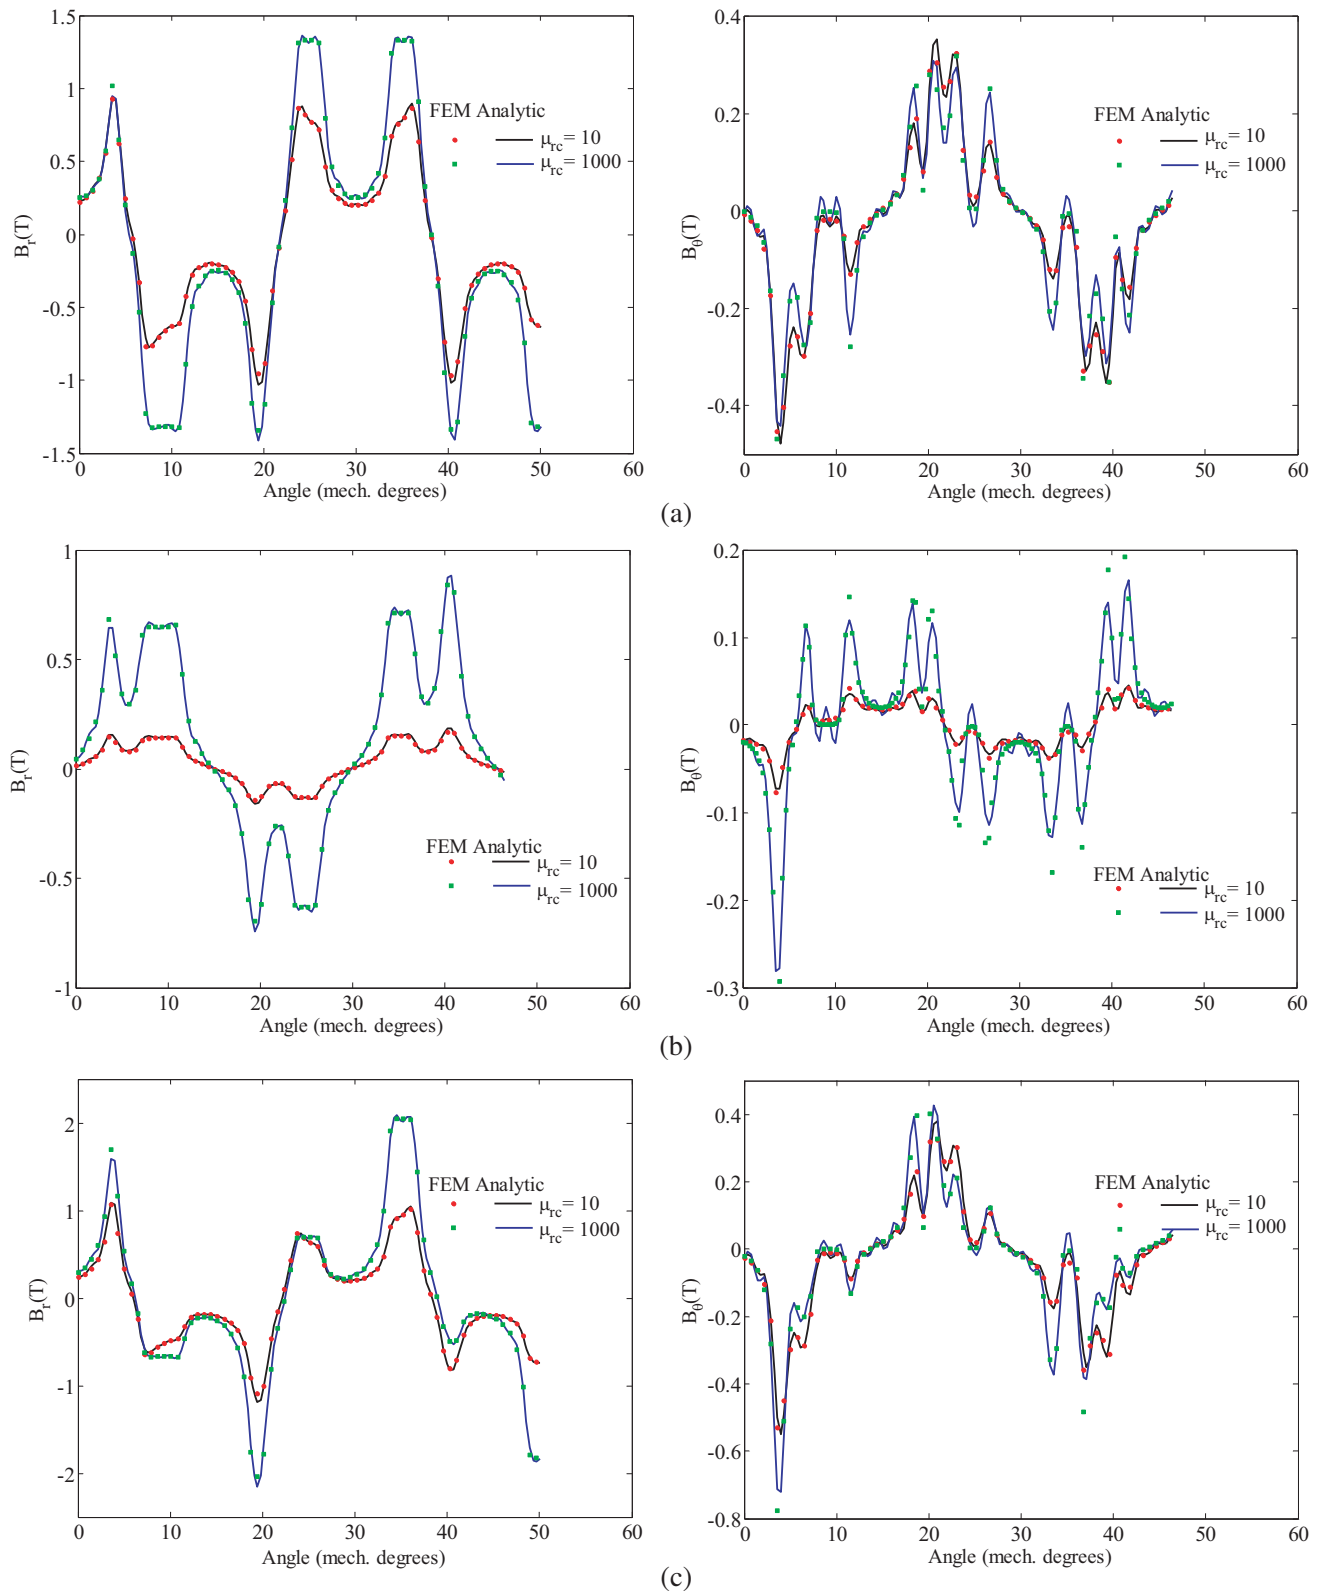 1.5
1
0.5
0
-0.5
-1
-1.5
B_r(T)
0 10 20 30 40 50 60
Angle (mech. degrees)
FEM Analytic
μ_rc = 10
μ_rc = 1000
0.4
0.2
0
-0.2
-0.4
B_θ(T)
0 10 20 30 40 50 60
Angle (mech. degrees)
FEM Analytic
μ_rc = 10
μ_rc = 1000
(a)
1
0.5
0
-0.5
-1
B_r(T)
0 10 20 30 40 50 60
Angle (mech. degrees)
FEM Analytic
μ_rc = 10
μ_rc = 1000
0.2
0.1
0
-0.1
-0.2
-0.3
B_θ(T)
0 10 20 30 40 50 60
Angle (mech. degrees)
FEM Analytic
μ_rc = 10
μ_rc = 1000
(b)
2
1
0
-1
-2
B_r(T)
0 10 20 30 40 50 60
Angle (mech. degrees)
FEM Analytic
μ_rc = 10
μ_rc = 1000
0.4
0.2
0
-0.2
-0.4
-0.6
-0.8
B_θ(T)
0 10 20 30 40 50 60
Angle (mech. degrees)
FEM Analytic
μ_rc = 10
μ_rc = 1000
(c)